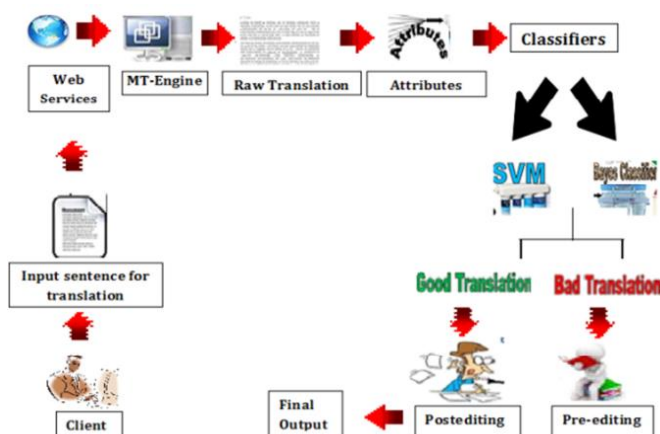 Attributes
Classifiers
Web
Services
MT-Engine
Raw Translation
Attributes
SVM
Bayes Classifier
Input sentence for
translation
Good Translation
Bad Translation
Final
Output
Postediting
Pre-editing
Client